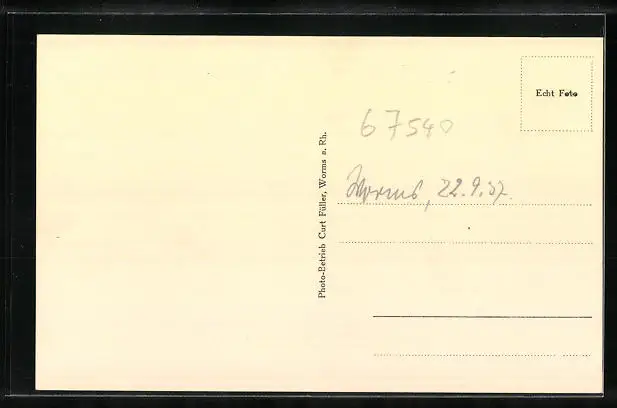 Echt Foto
67540
Worms, 22.9.37.
Photo-Betrieb Curt Füller, Worms a. Rh.